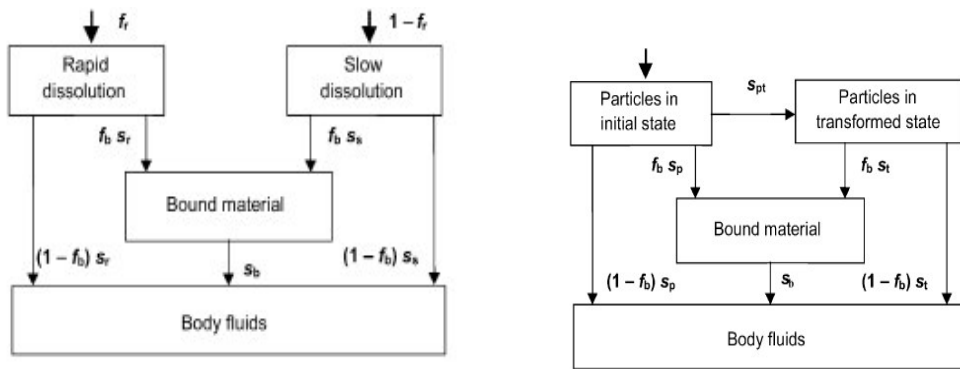 fr
1 – fr
Rapid
dissolution
Slow
dissolution
fb sr
fb ss
Bound material
(1 – fb) sr
sb
(1 – fb) ss
Body fluids
spt
Particles in
initial state
Particles in
transformed state
fb sp
fb st
Bound material
(1 – fb) sp
sb
(1 – fb) st
Body fluids